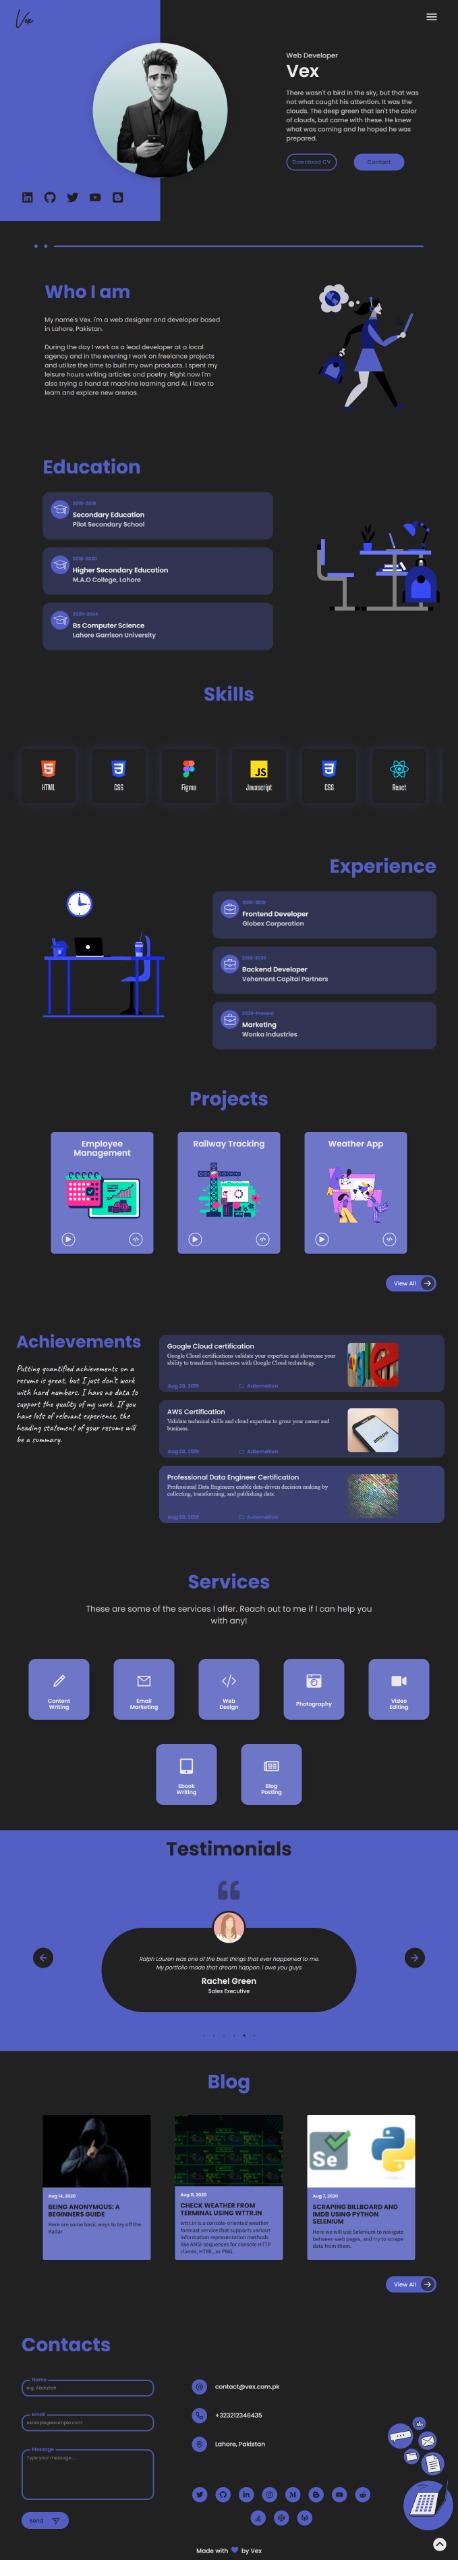 Vex
Web Developer
Vex
There wasn't a bird in the sky, but that was
not what caught his attention. It was the
clouds. The deep green that isn't the color
of clouds, but came with these. He knew
what was coming and he hoped he was
prepared.
Download CV
Contact
Who I am
My name's Vex. I'm a web designer and developer based
in Lahore, Pakistan.
During the day I work as a lead developer at a local
agency and in the evening I work on freelance projects
and utilize the time to built my own products. I spent my
leisure hours writing articles and poetry. Right now I'm
also trying a hand at machine learning and AI. I love to
learn and explore new arenas.
Education
Secondary Education
Pilot Secondary School
Higher Secondary Education
M.A.O College, Lahore
Bs Computer Science
Lahore Garrison University
Skills
HTML
CSS
Figma
Javascript
CSS
React
Experience
Frontend Developer
Globex Corporation
Backend Developer
Vehement Capital Partners
Marketing
Wonka Industries
Projects
Employee
Management
Railway Tracking
Weather App
View All
Achievements
Putting quantified achievements on a
resume is great, but I just don't work
with hard numbers. I have no data to
support the quality of my work. If you
have lots of relevant experience, the
heading statement of your resume will
be a summary.
Google Cloud certification
Google Cloud certifications validate your expertise and showcase your
ability to transform businesses with Google Cloud technology.
Aug 20, 2019
Automation
AWS Certification
Validate technical skills and cloud expertise to grow your career and
business.
Aug 20, 2019
Automation
Professional Data Engineer Certification
Professional Data Engineers enable data-driven decision making by
collecting, transforming, and publishing data.
Aug 20, 2019
Automation
Services
These are some of the services I offer. Reach out to me if I can help you
with any!
Content
Writing
Email
Marketing
Web
Design
Photography
Video
Editing
Ebook
Writing
Blog
Posting
Testimonials
Ralph Lauren was one of the best things that ever happened to me.
My portfolio made that dream happen. I owe you guys.
Rachel Green
Sales Executive
Blog
Aug 14, 2020
BEING ANONYMOUS: A
BEGINNERS GUIDE
Here are some basic ways to lay off the
Radar
Aug 11, 2020
CHECK WEATHER FROM
TERMINAL USING WTTR.IN
wttr.in is a console-oriented weather
forecast service that supports various
information representation methods
like ANSI-sequences for console HTTP
clients, HTML, or PNG.
Se
Aug 7, 2020
SCRAPING BILLBOARD AND
IMDB USING PYTHON
SELENIUM
Here we will use Selenium to navigate
between web pages, and try to scrape
data from them.
View All
Contacts
Name
Email
Message
Type your message...
Send
contact@vex.com.pk
+323212346435
Lahore, Pakistan
Made with
by Vex